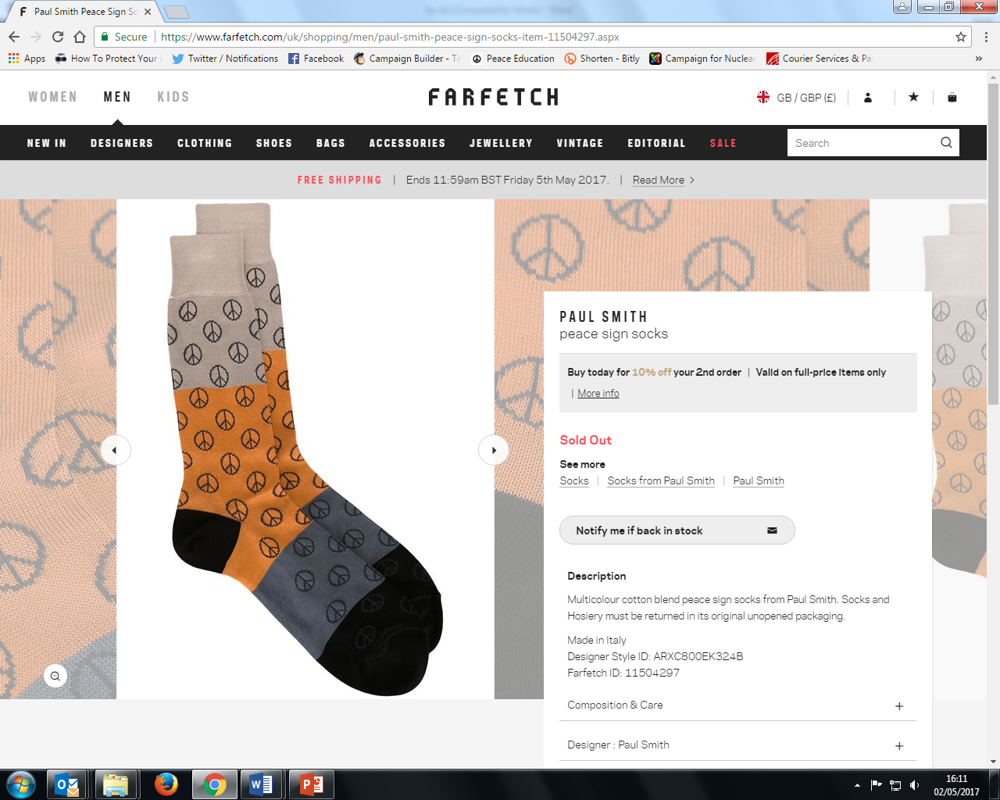 Paul Smith Peace Sign So
Secure
https://www.farfetch.com/uk/shopping/men/paul-smith-peace-sign-socks-item-11504297.aspx
Apps
How To Protect Your
Twitter / Notifications
Facebook
Campaign Builder - Te
Peace Education
Shorten - Bitly
Campaign for Nuclear
Courier Services & Pa
WOMEN
MEN
KIDS
FARFETCH
GB / GBP (£)
NEW IN
DESIGNERS
CLOTHING
SHOES
BAGS
ACCESSORIES
JEWELLERY
VINTAGE
EDITORIAL
SALE
Search
FREE SHIPPING | Ends 11:59am BST Friday 5th May 2017. | Read More
PAUL SMITH
peace sign socks
Buy today for 10% off your 2nd order | Valid on full-price items only
| More info
Sold Out
See more
Socks | Socks from Paul Smith | Paul Smith
Notify me if back in stock
Description
Multicolour cotton blend peace sign socks from Paul Smith. Socks and
Hosiery must be returned in its original unopened packaging.
Made in Italy
Designer Style ID: ARXC800EK324B
Farfetch ID: 11504297
Composition & Care +
Designer : Paul Smith +
16:11
02/05/2017